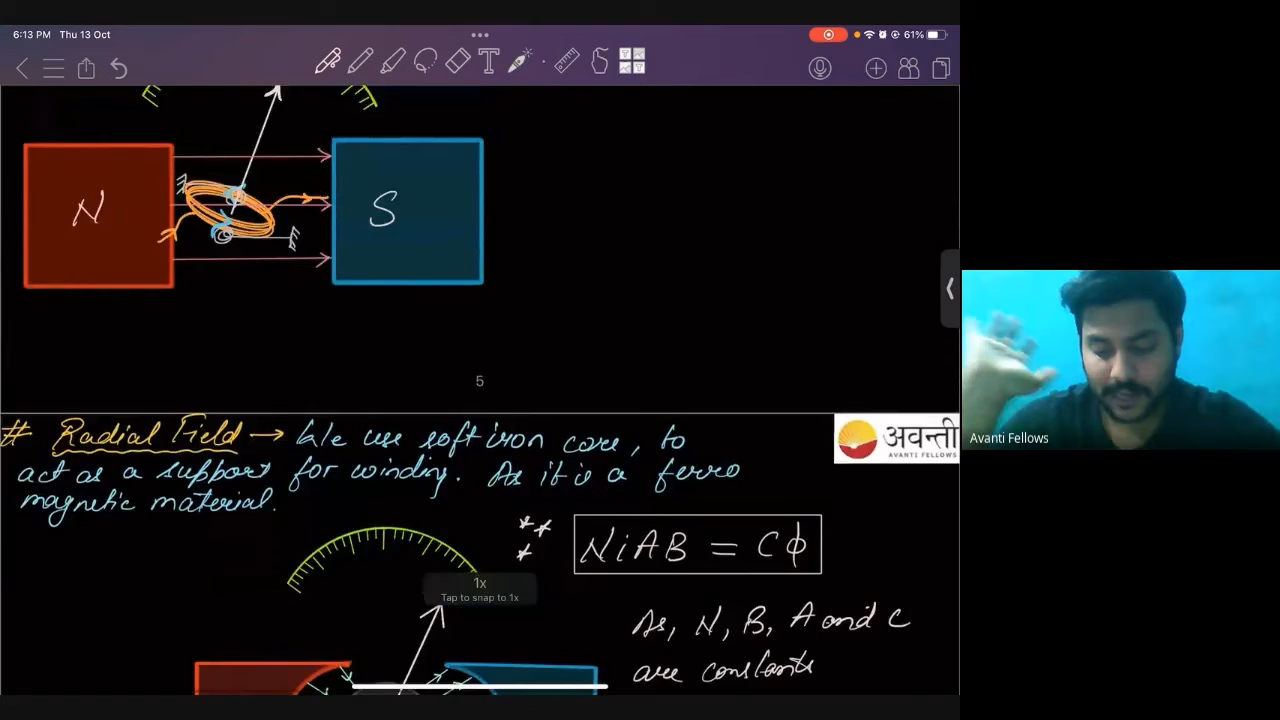 6:13 PM Thu 13 Oct
61%
T
N
S
5
# Radial Field → We use soft iron core, to
act as a support for winding. As it is a ferro
magnetic material.
अवन्ती
AVANTI FELLOWS
NiAB = Cϕ
1x
Tap to snap to 1x
As, N, B, A and C
are constants
Avanti Fellows